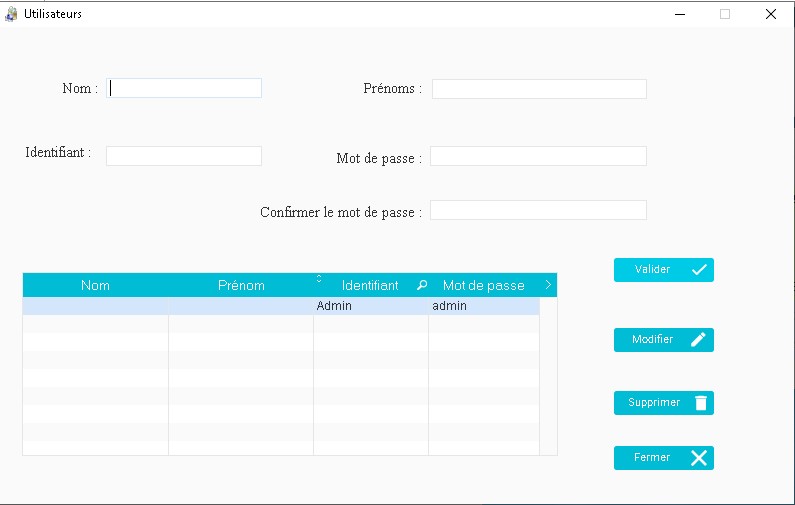 Utilisateurs
Nom : Prénoms :
Identifiant : Mot de passe :
Confirmer le mot de passe :
Valider
Nom Prénom Identifiant Mot de passe
Admin admin
Modifier
Supprimer
Fermer